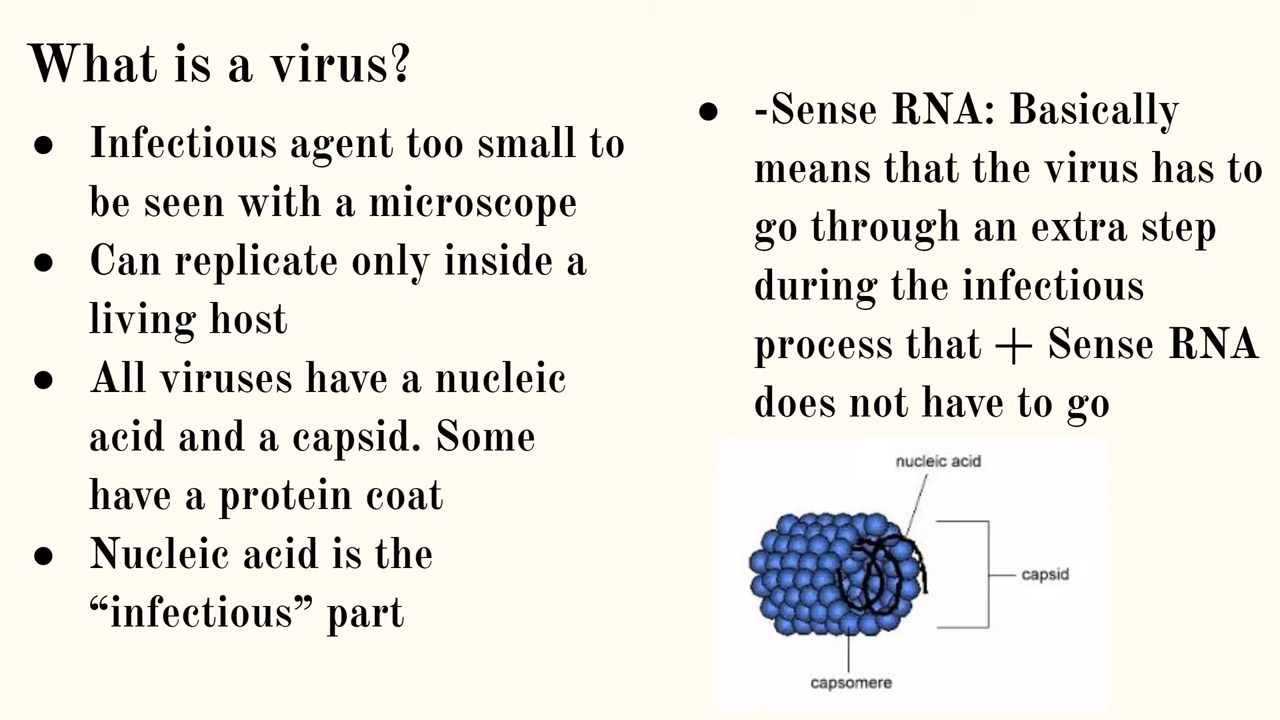 What is a virus?
● Infectious agent too small to
be seen with a microscope
● Can replicate only inside a
living host
● All viruses have a nucleic
acid and a capsid. Some
have a protein coat
● Nucleic acid is the
“infectious” part
● -Sense RNA: Basically
means that the virus has to
go through an extra step
during the infectious
process that + Sense RNA
does not have to go
nucleic acid
capsid
capsomere